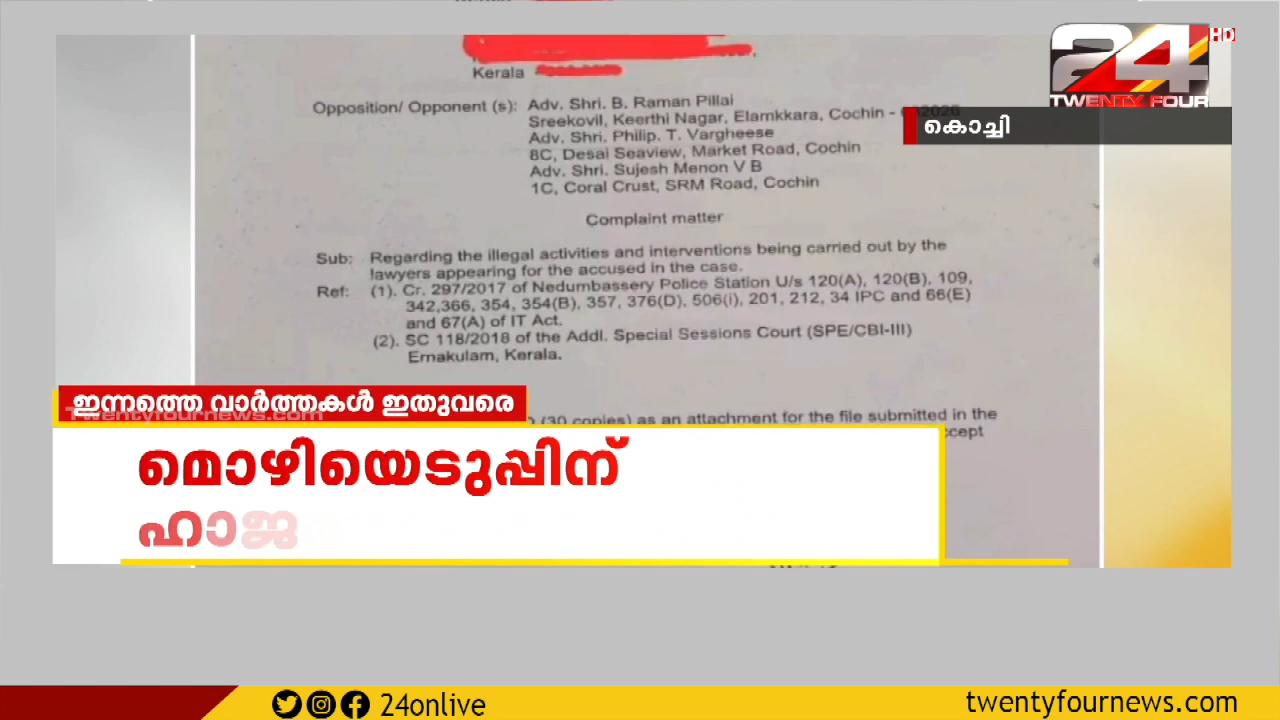 24
HD
TWENTY FOUR
കൊച്ചി
Kerala
Opposition/ Opponent (s): Adv. Shri. B. Raman Pillai
Sreekovil, Keerthi Nagar, Elamkkara, Cochin -
Adv. Shri. Philip. T. Vargheese
8C, Desai Seaview, Market Road, Cochin
Adv. Shri. Sujesh Menon V B
1C, Coral Crust, SRM Road, Cochin
Complaint matter
Sub: Regarding the illegal activities and interventions being carried out by the
lawyers appearing for the accused in the case.
Ref: (1). Cr. 297/2017 of Nedumbassery Police Station U/s 120(A), 120(B), 109,
342,366, 354, 354(B), 357, 376(D), 506(i), 201, 212, 34 IPC and 66(E)
and 67(A) of IT Act.
(2). SC 118/2018 of the Addl. Special Sessions Court (SPE/CBI-III)
Ernakulam, Kerala.
(30 copies) as an attachment for the file submitted in the
ഇന്നത്തെ വാർത്തകൾ ഇതുവരെ
Twentyfournews.com
മൊഴിയെടുപ്പിന്
ഹാജ
24onlive
twentyfournews.com